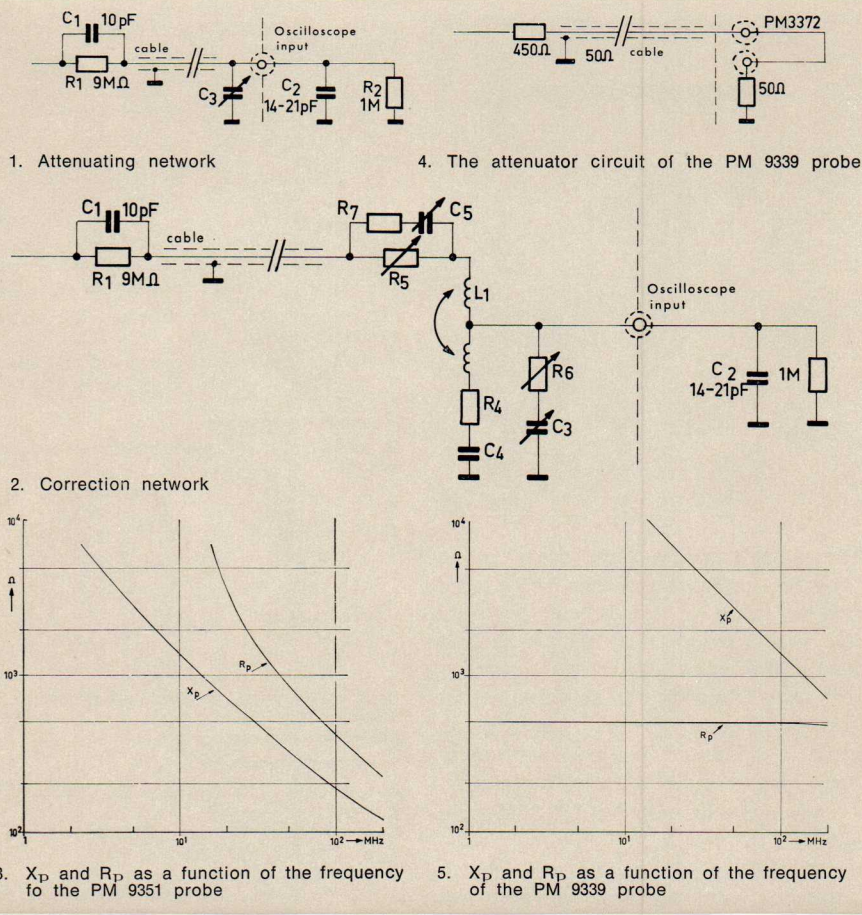 C1 10pF
cable
R1 9MΩ
C3
Oscilloscope
input
C2
14-21pF
R2
1M
450Ω
50Ω cable
PM3372
50Ω
1. Attenuating network
4. The attenuator circuit of the PM 9339 probe
C1 10pF
R1 9MΩ
cable
R7
C5
R5
L1
R4
C4
R6
C3
Oscilloscope
input
C2
14-21pF
1M
2. Correction network
10⁴
Ω
10³
10²
Rp
Xp
1
10¹
10² → MHz
10⁴
Ω
10³
10²
Xp
Rp
1
10¹
10² → MHz
3. Xp and Rp as a function of the frequency
fo the PM 9351 probe
5. Xp and Rp as a function of the frequency
of the PM 9339 probe